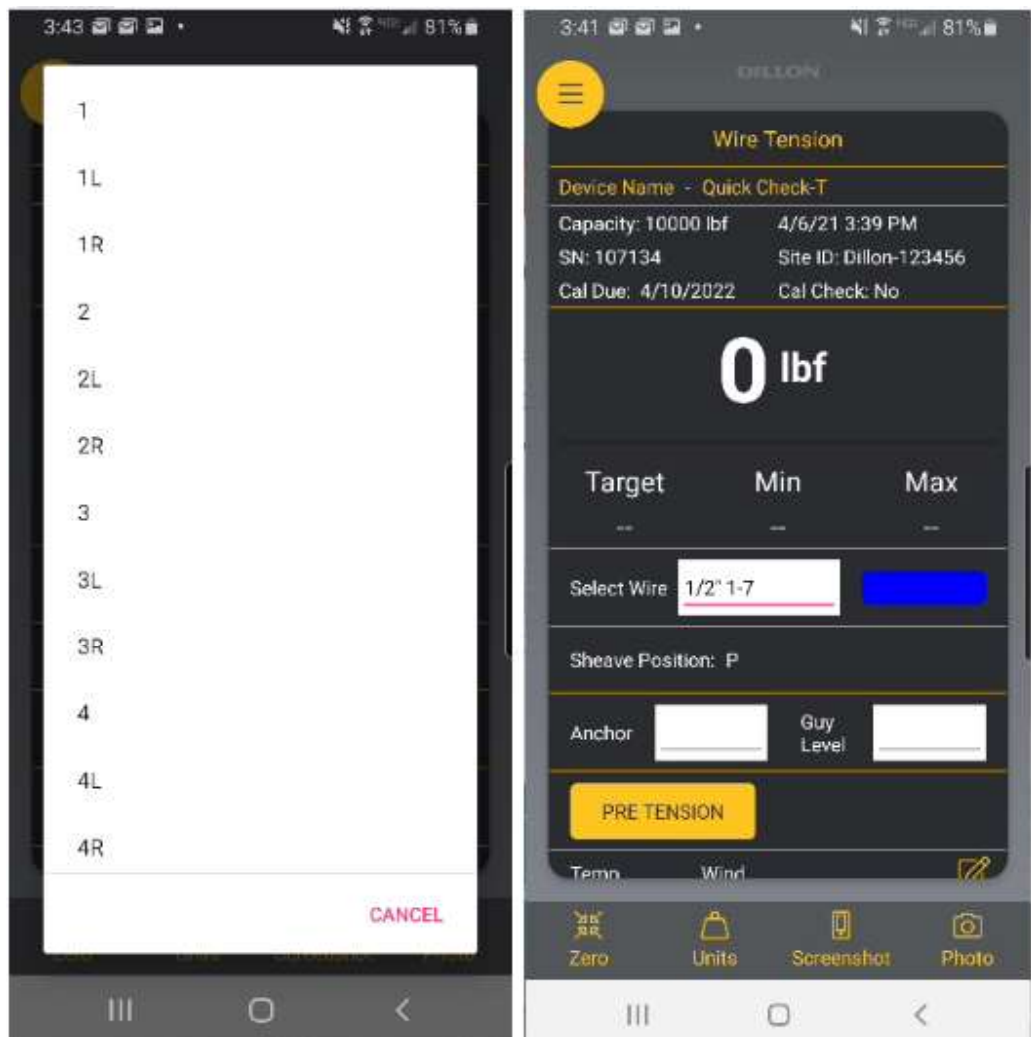 3:43 81%
1
1L
1R
2
2L
2R
3
3L
3R
4
4L
4R
CANCEL
3:41 81%
DILLON
Wire Tension
Device Name - Quick Check-T
Capacity: 10000 lbf 4/6/21 3:39 PM
SN: 107134 Site ID: Dillon-123456
Cal Due: 4/10/2022 Cal Check: No
0 lbf
Target Min Max
-- -- --
Select Wire 1/2" 1-7
Sheave Position: P
Anchor Guy Level
PRE TENSION
Temp Wind
Zero Units Screenshot Photo